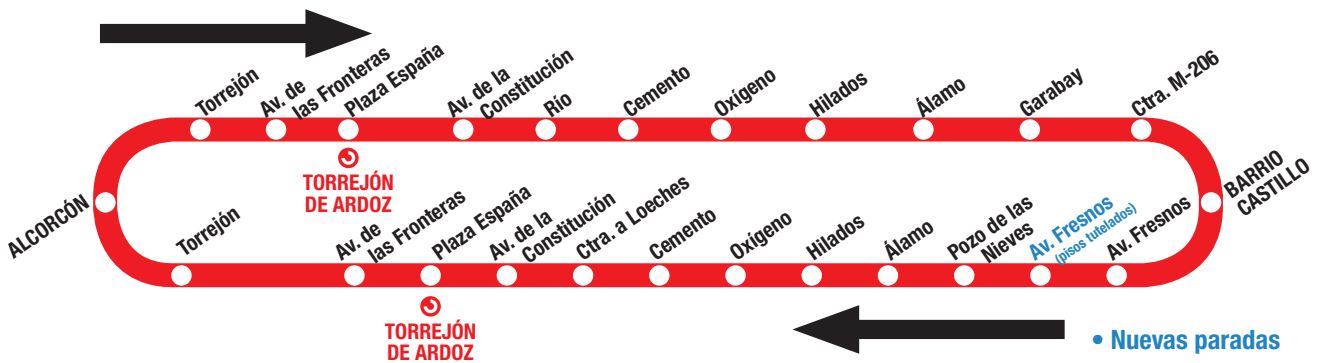 Torrejón
Av. de
las Fronteras
Plaza España
Av. de la
Constitución
Río
Cemento
Oxígeno
Hilados
Álamo
Garabay
Ctra. M-206
TORREJÓN
DE ARDOZ
ALCORCÓN
BARRIO
CASTILLO
Torrejón
Av. de
las Fronteras
Plaza España
Av. de la
Constitución
Ctra. a Loeches
Cemento
Oxígeno
Hilados
Álamo
Pozo de las
Nieves
Av. Fresnos
(pisos tutelados)
Av. Fresnos
TORREJÓN
DE ARDOZ
• Nuevas paradas